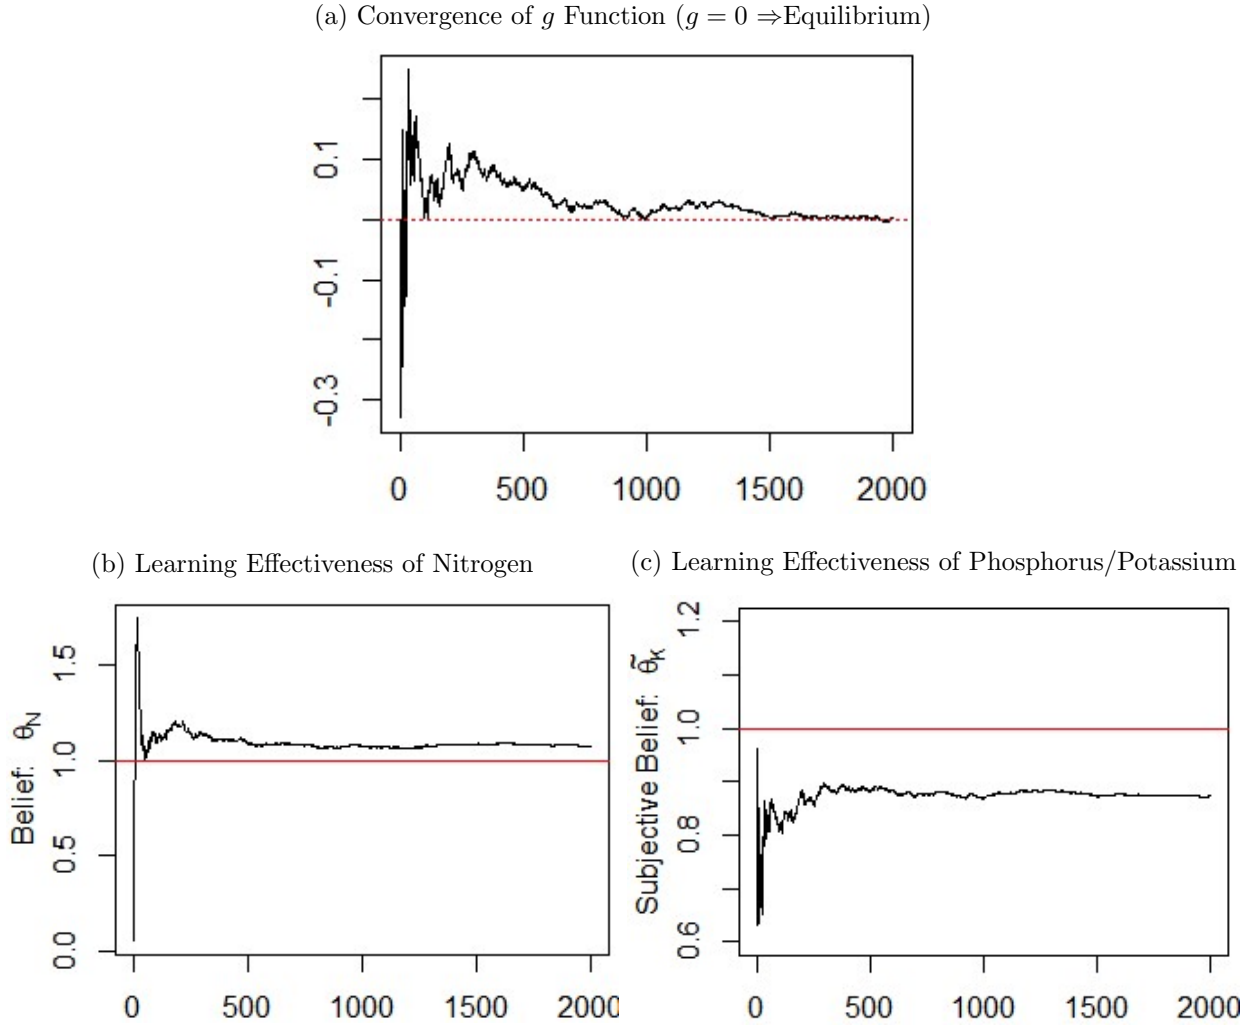 (a) Convergence of g Function (g = 0 ⇒Equilibrium)
0.1
-0.1
-0.3
0 500 1000 1500 2000
(b) Learning Effectiveness of Nitrogen
Belief: θ_N
1.5
1.0
0.5
0.0
0 500 1000 1500 2000
(c) Learning Effectiveness of Phosphorus/Potassium
Subjective Belief: θ̃_K
1.2
1.0
0.8
0.6
0 500 1000 1500 2000